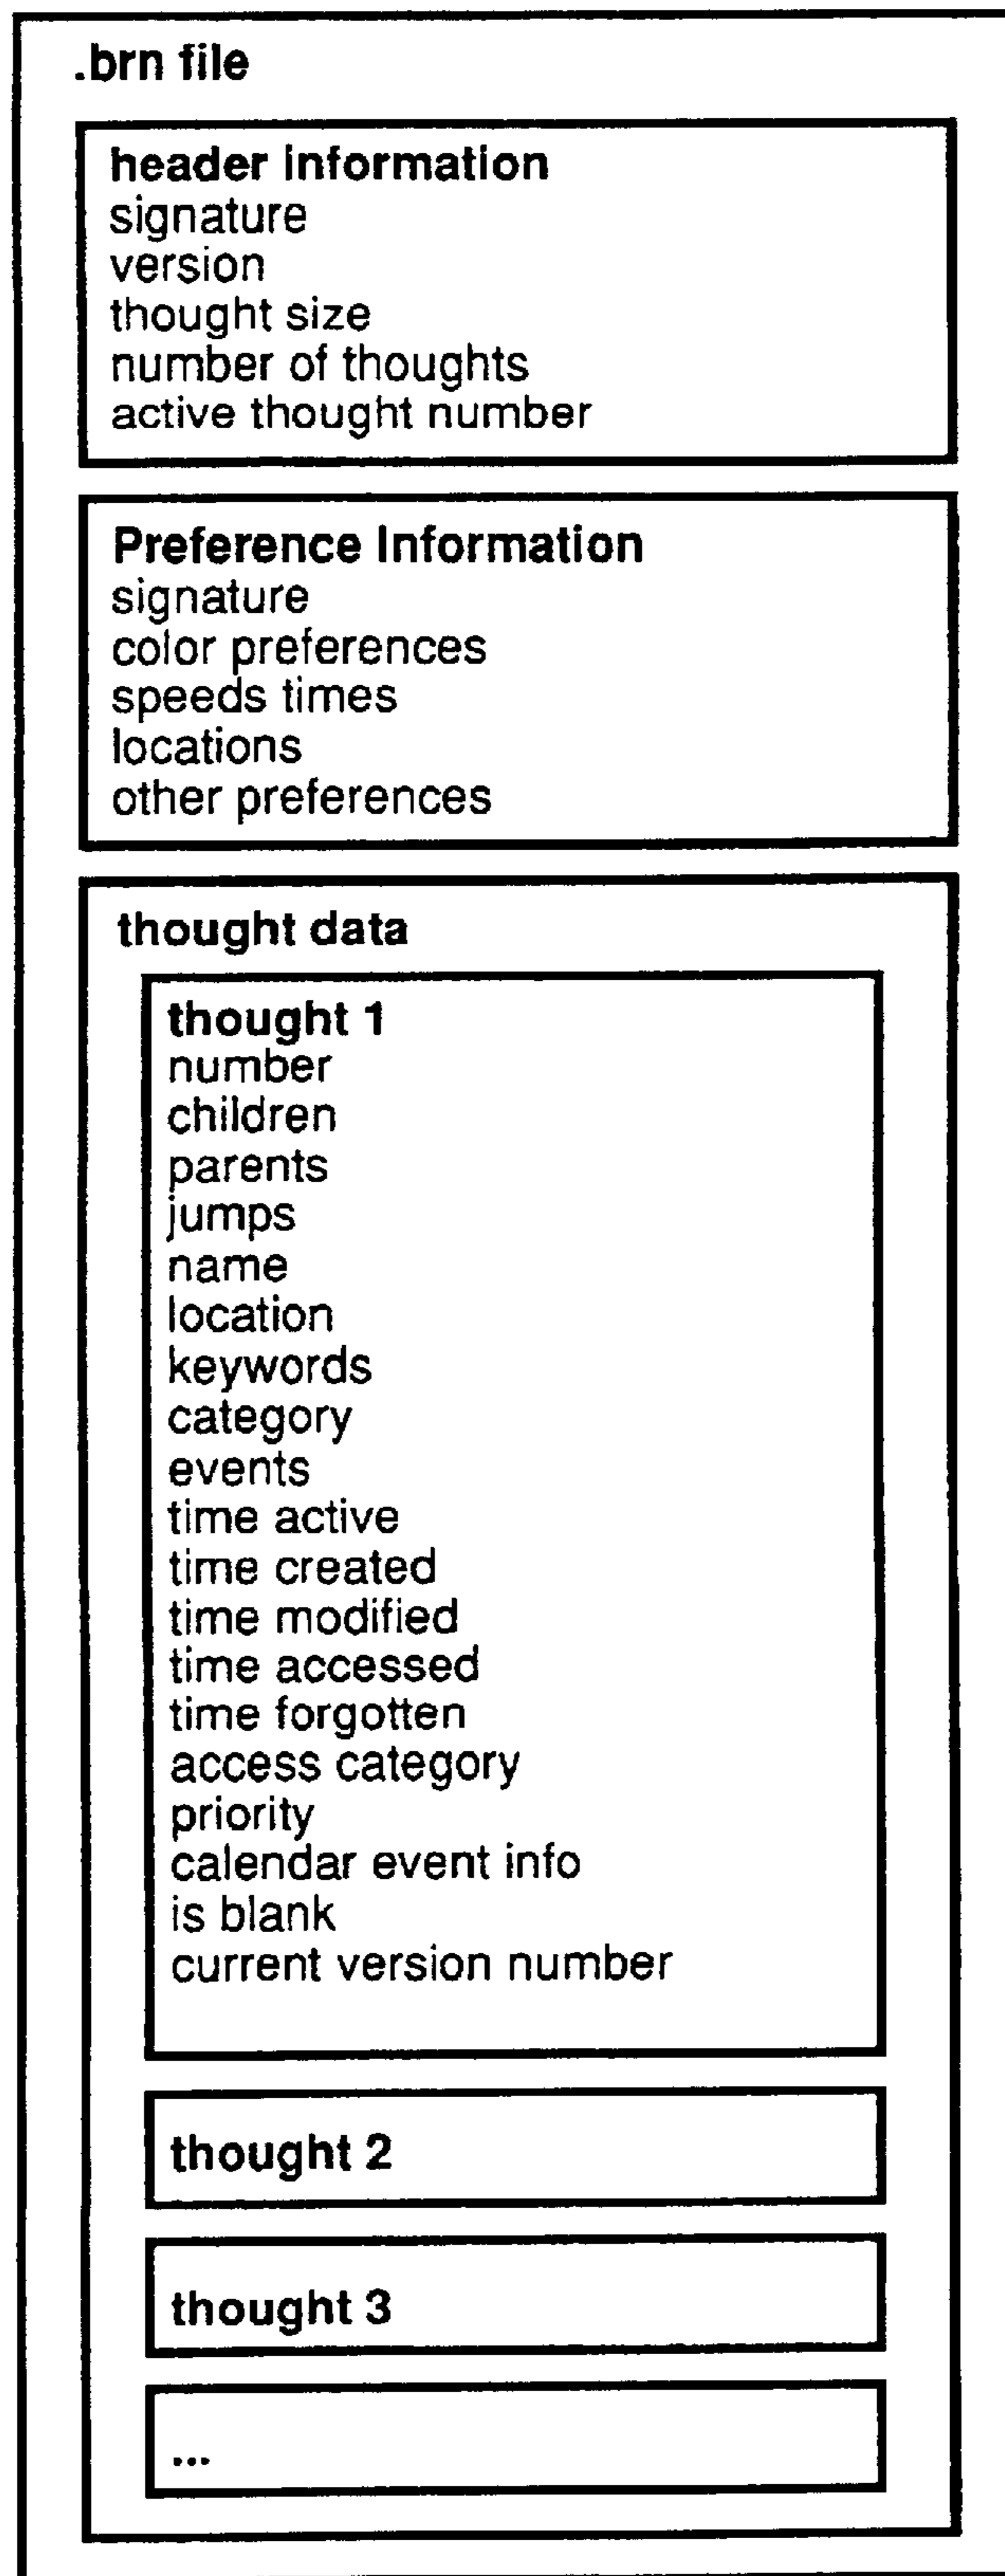 .brn file
header information
signature
version
thought size
number of thoughts
active thought number
Preference Information
signature
color preferences
speeds times
locations
other preferences
thought data
thought 1
number
children
parents
jumps
name
location
keywords
category
events
time active
time created
time modified
time accessed
time forgotten
access category
priority
calendar event info
is blank
current version number
thought 2
thought 3
...